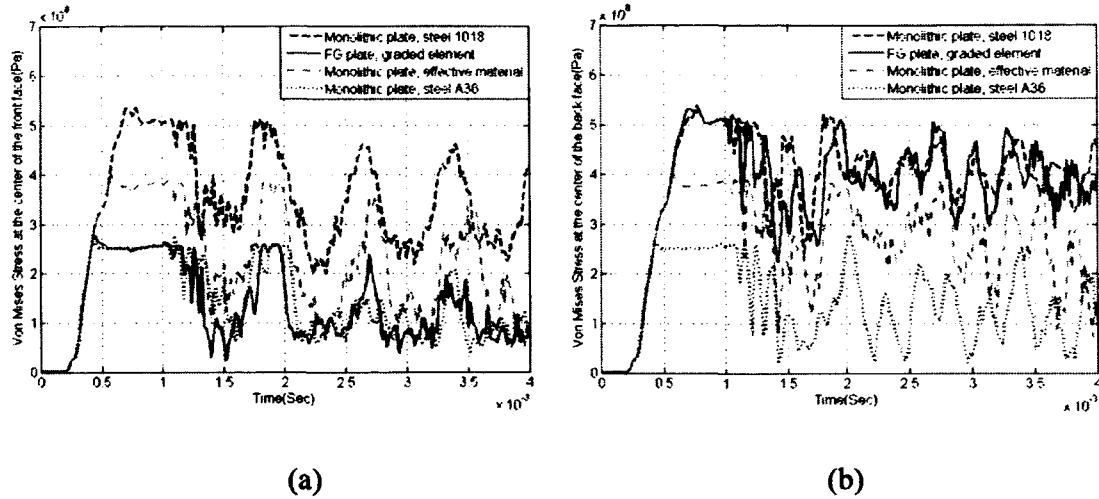 × 10⁸
7
6
5
4
3
2
1
0
Von Mises Stress at the center of the front face(Pa)
Monolithic plate, steel 1018
FG plate, graded element
Monolithic plate, effective material
Monolithic plate, steel A36
0 0.5 1 1.5 2 2.5 3 3.5 4
Time(Sec)
× 10⁻³
(a)
× 10⁸
7
6
5
4
3
2
1
0
Von Mises Stress at the center of the back face(Pa)
Monolithic plate, steel 1018
FG plate, graded element
Monolithic plate, effective material
Monolithic plate, steel A36
0 0.5 1 1.5 2 2.5 3 3.5 4
Time(Sec)
× 10⁻³
(b)